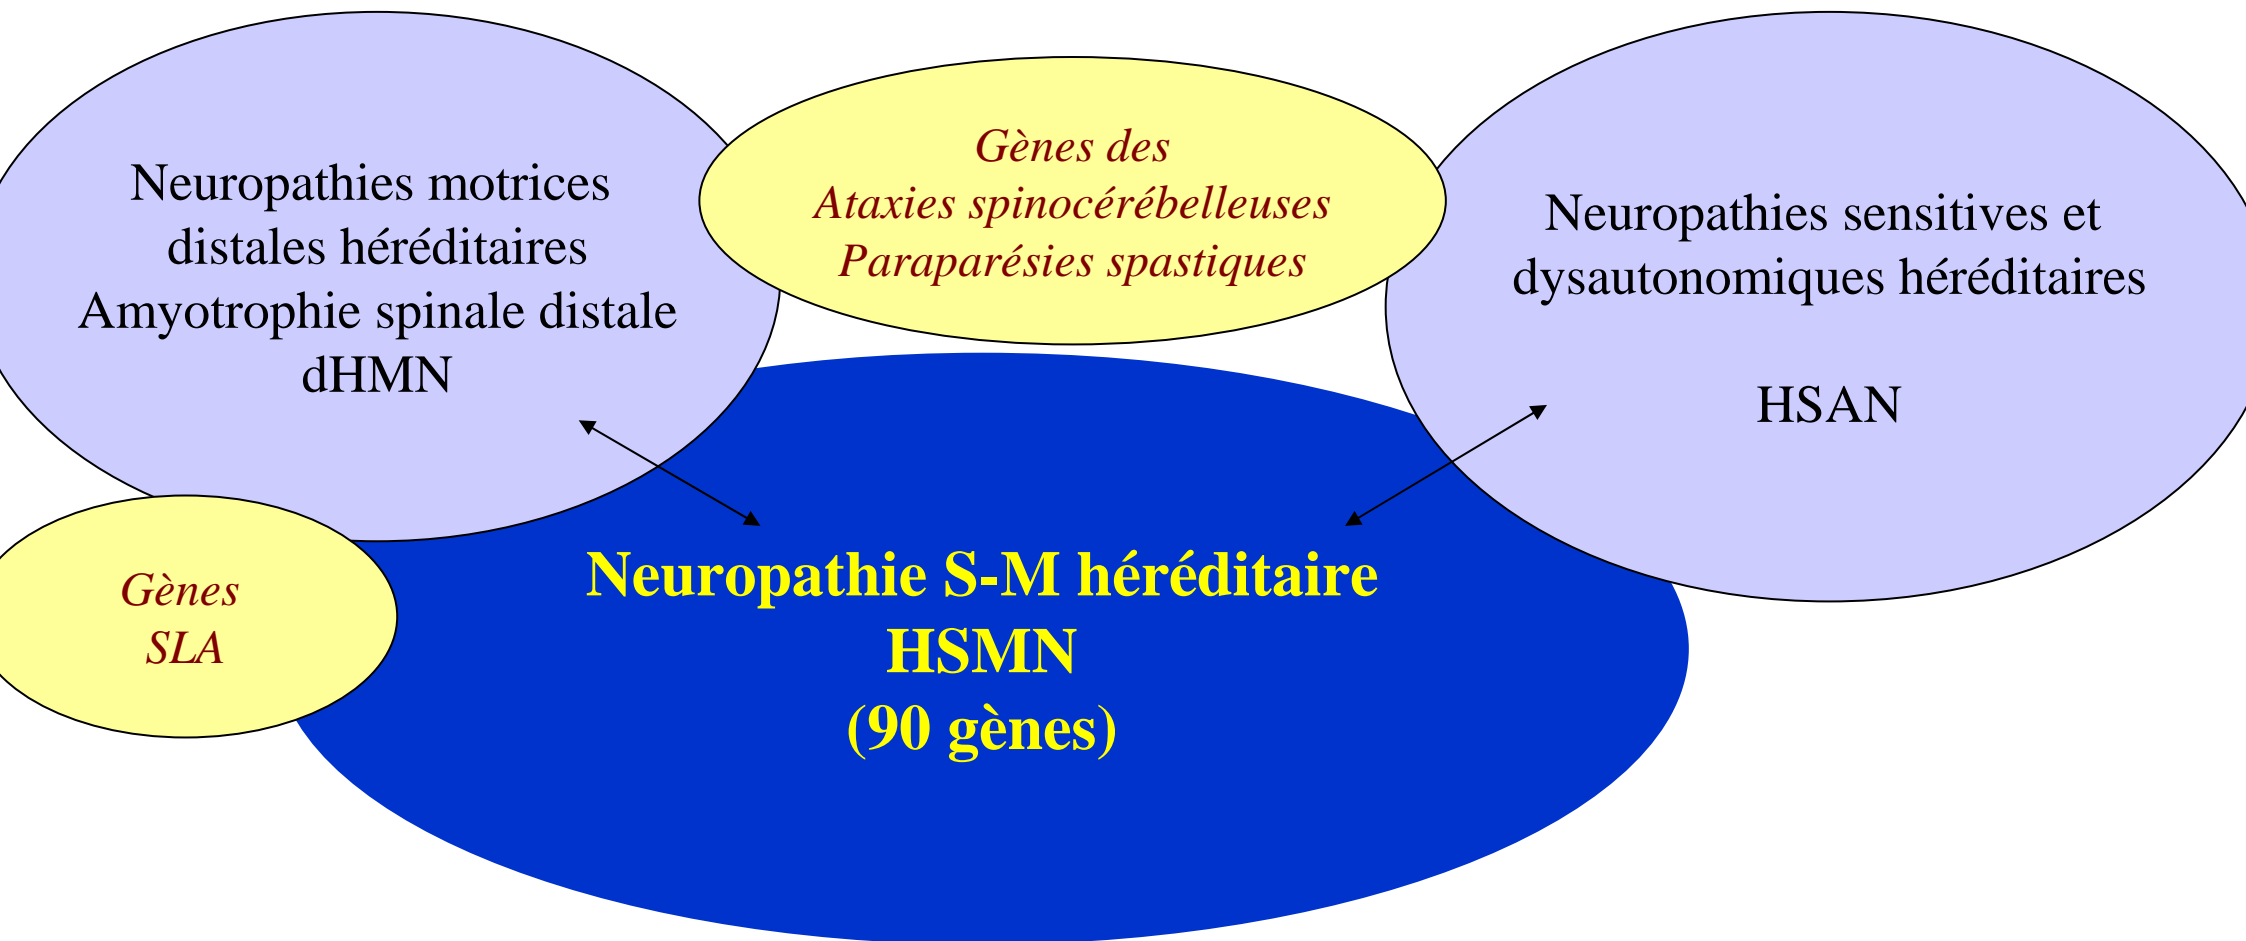 Neuropathies motrices
distales héréditaires
Amyotrophie spinale distale
dHMN
Gènes des
Ataxies spinocérébelleuses
Paraparésies spastiques
Neuropathies sensitives et
dysautonomiques héréditaires
HSAN
Gènes
SLA
Neuropathie S-M héréditaire
HSMN
(90 gènes)